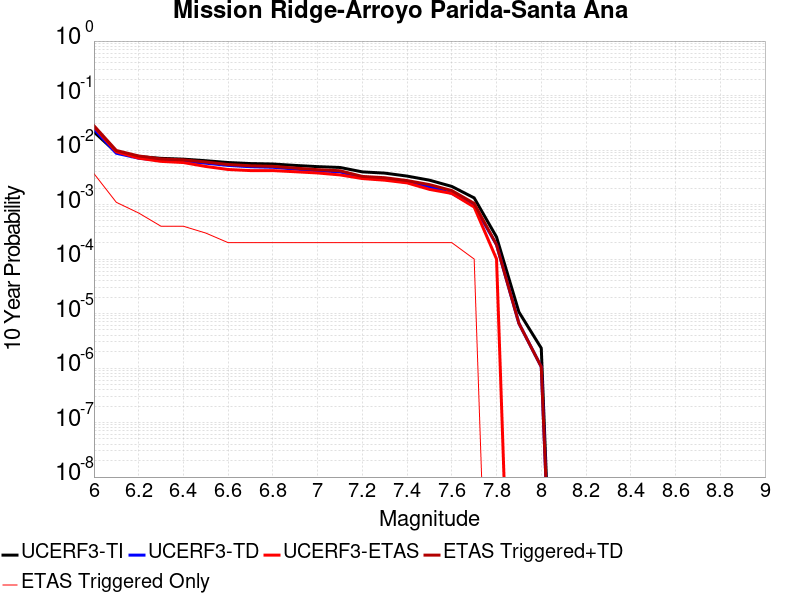 Mission Ridge-Arroyo Parida-Santa Ana
10 0
10 -1
10 -2
10 -3
10 -4
10 -5
10 -6
10 -7
10 -8
10 Year Probability
6 6.2 6.4 6.6 6.8 7 7.2 7.4 7.6 7.8 8 8.2 8.4 8.6 8.8 9
Magnitude
UCERF3-TI UCERF3-TD UCERF3-ETAS ETAS Triggered+TD
ETAS Triggered Only